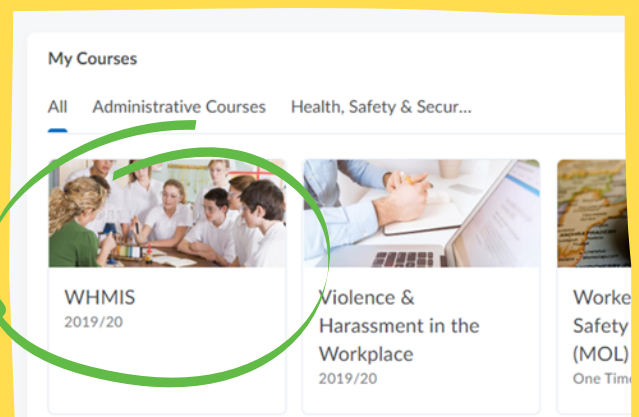 My Courses
All Administrative Courses Health, Safety & Secur...
WHMIS
2019/20
Violence &
Harassment in the
Workplace
2019/20
Worke
Safety
(MOL)
One Time